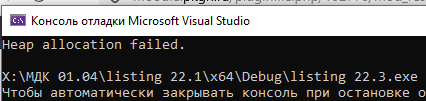 Консоль отладки Microsoft Visual Studio
Heap allocation failed.
X:\МДК 01.04\listing 22.1\x64\Debug\listing 22.3.exe
Чтобы автоматически закрывать консоль при остановке о